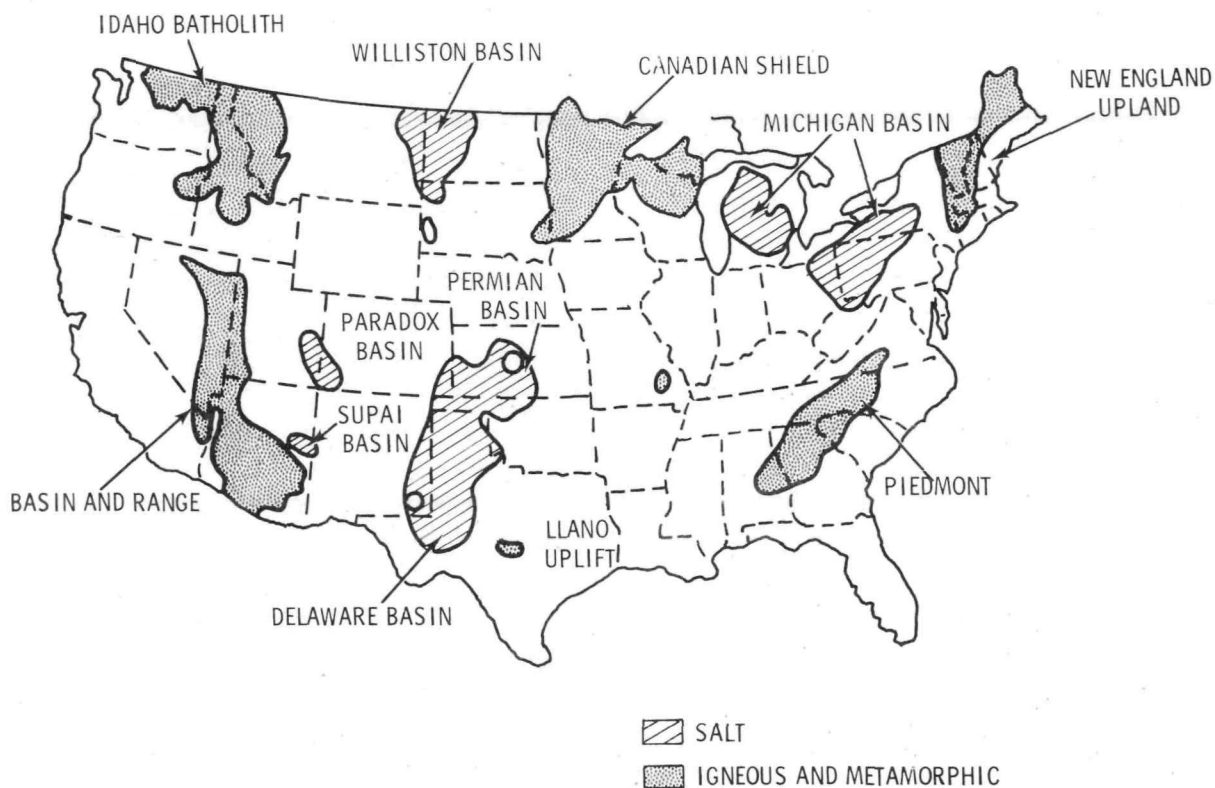 IDAHO BATHOLITH
WILLISTON BASIN
CANADIAN SHIELD
NEW ENGLAND
UPLAND
MICHIGAN BASIN
PERMIAN
BASIN
PARADOX
BASIN
SUPAI
BASIN
BASIN AND RANGE
PIEDMONT
LLANO
UPLIFT
DELAWARE BASIN
SALT
IGNEOUS AND METAMORPHIC